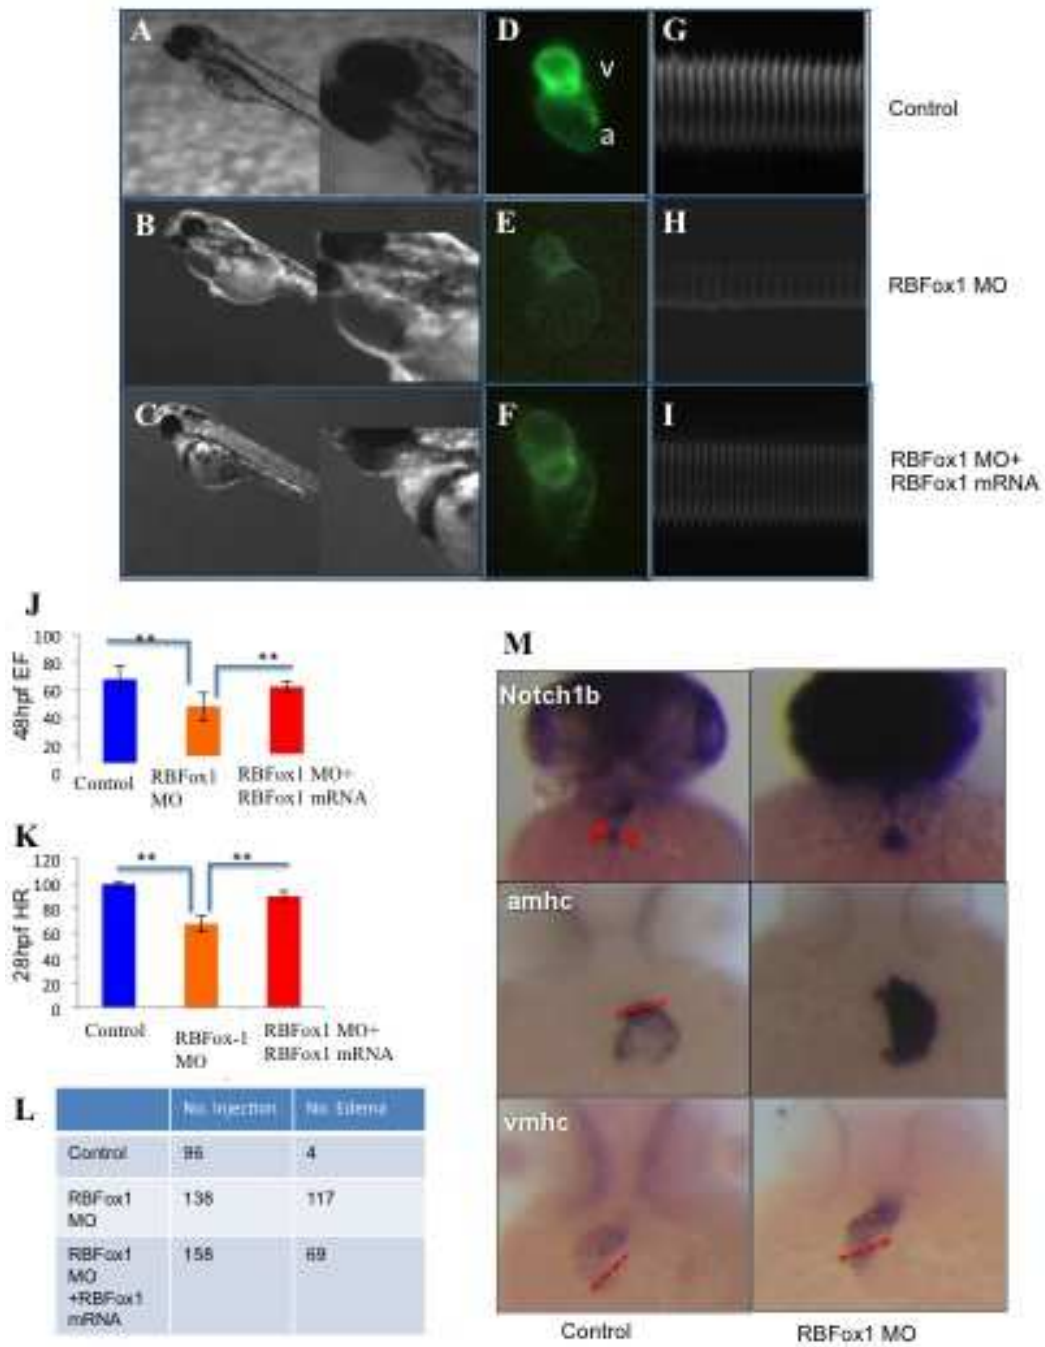 A
D
v
a
G
Control
B
E
H
RBFox1 MO
C
F
I
RBFox1 MO+
RBFox1 mRNA
J
100
80
60
40
20
0
48hpf EF
**
**
Control
RBFox1
MO
RBFox1 MO+
RBFox1 mRNA
K
120
100
80
60
40
20
0
28hpf HR
**
**
Control
RBFox-1
MO
RBFox1 MO+
RBFox1 mRNA
L
No. Injection No. Edema
Control 96 4
RBFox1
MO
138 117
RBFox1
MO
+RBFox1
mRNA
158 69
M
Notch1b
amhc
vmhc
Control
RBFox1 MO